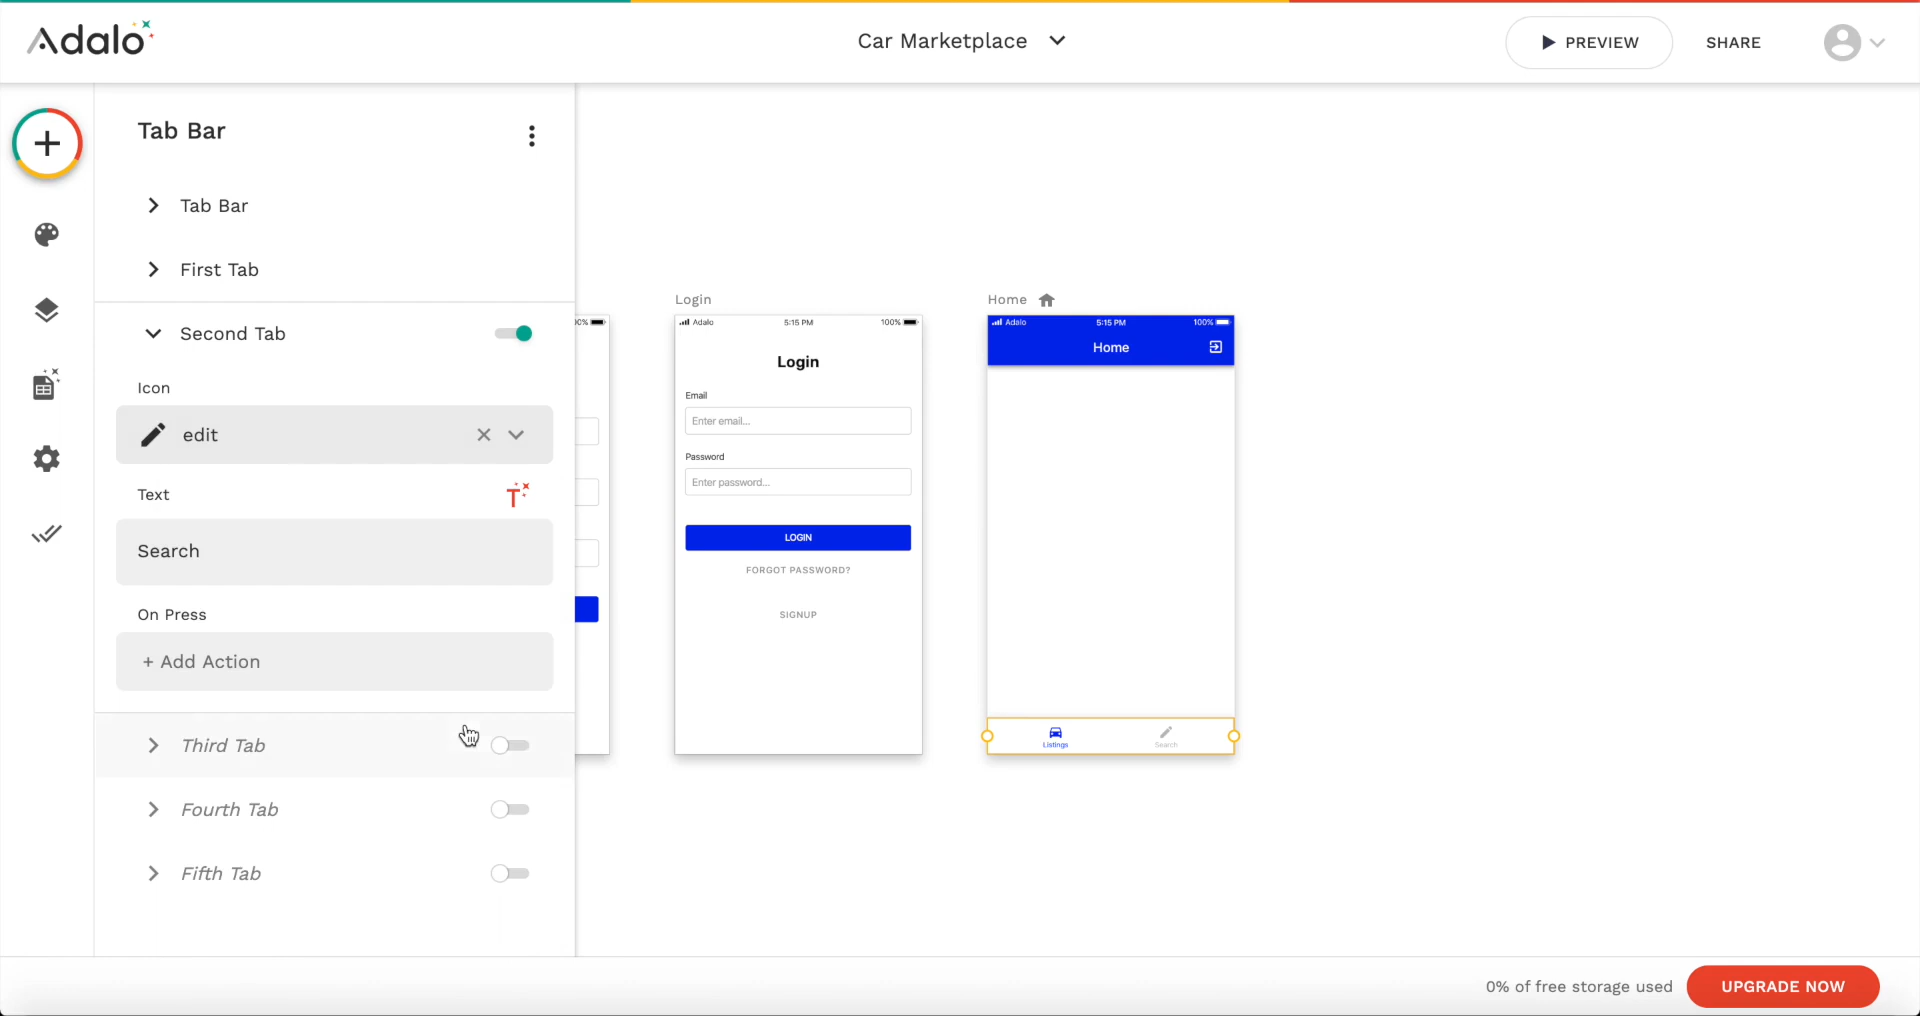 Adalo
Car Marketplace
PREVIEW
SHARE
Tab Bar
Tab Bar
First Tab
Second Tab
Icon
edit
Text
Search
On Press
+ Add Action
Third Tab
Fourth Tab
Fifth Tab
00%
Login
Adalo 5:15 PM 100%
Login
Email
Enter email...
Password
Enter password...
LOGIN
FORGOT PASSWORD?
SIGNUP
Home
Adalo 5:15 PM 100%
Home
Listings
Search
0% of free storage used
UPGRADE NOW